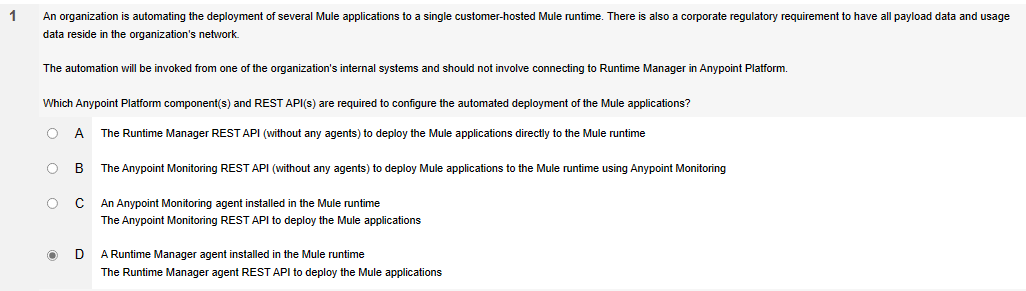 1 An organization is automating the deployment of several Mule applications to a single customer-hosted Mule runtime. There is also a corporate regulatory requirement to have all payload data and usage
data reside in the organization's network.
The automation will be invoked from one of the organization's internal systems and should not involve connecting to Runtime Manager in Anypoint Platform.
Which Anypoint Platform component(s) and REST API(s) are required to configure the automated deployment of the Mule applications?
A The Runtime Manager REST API (without any agents) to deploy the Mule applications directly to the Mule runtime
B The Anypoint Monitoring REST API (without any agents) to deploy Mule applications to the Mule runtime using Anypoint Monitoring
C An Anypoint Monitoring agent installed in the Mule runtime
The Anypoint Monitoring REST API to deploy the Mule applications
D A Runtime Manager agent installed in the Mule runtime
The Runtime Manager agent REST API to deploy the Mule applications